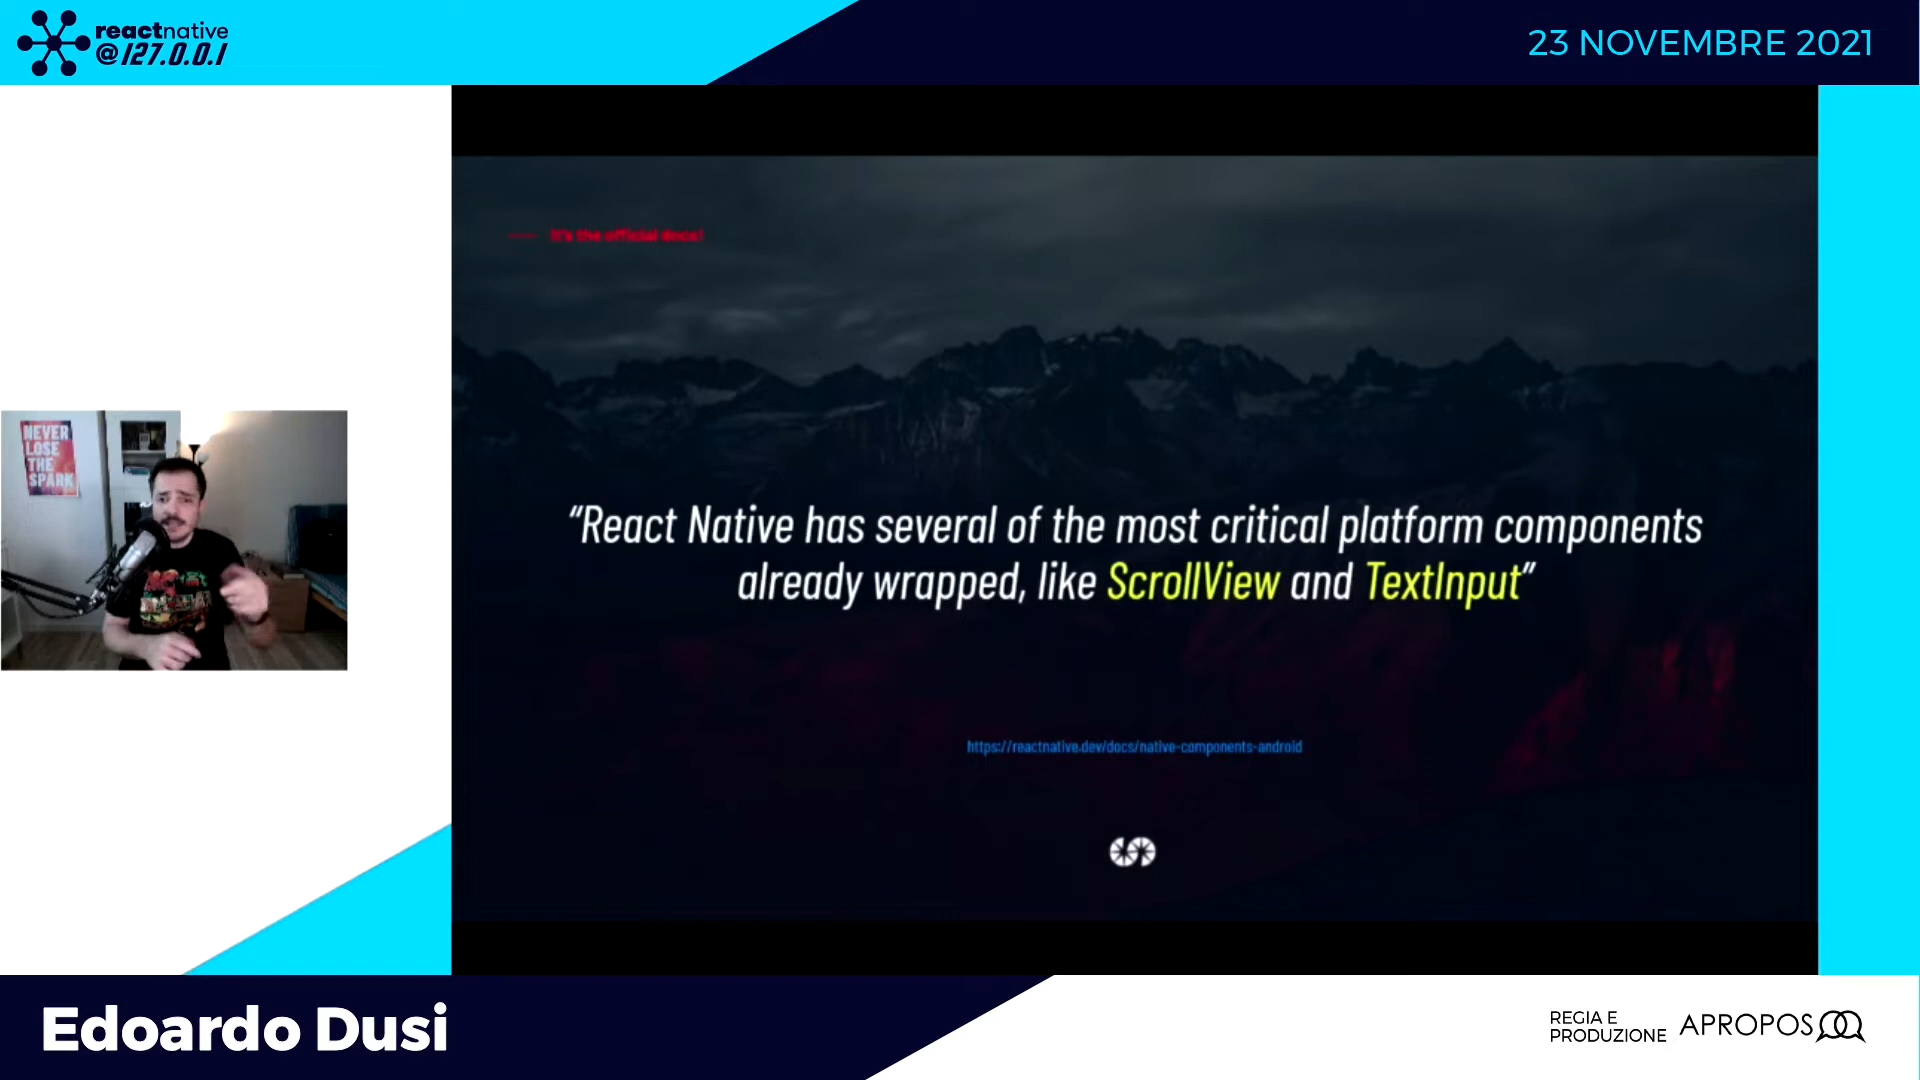 reactnative
@127.0.0.1
23 NOVEMBRE 2021
It's the official docs!
NEVER
LOSE
THE
SPARK
“React Native has several of the most critical platform components
already wrapped, like ScrollView and TextInput”
https://reactnative.dev/docs/native-components-android
Edoardo Dusi
REGIA E
PRODUZIONE
APROPOS